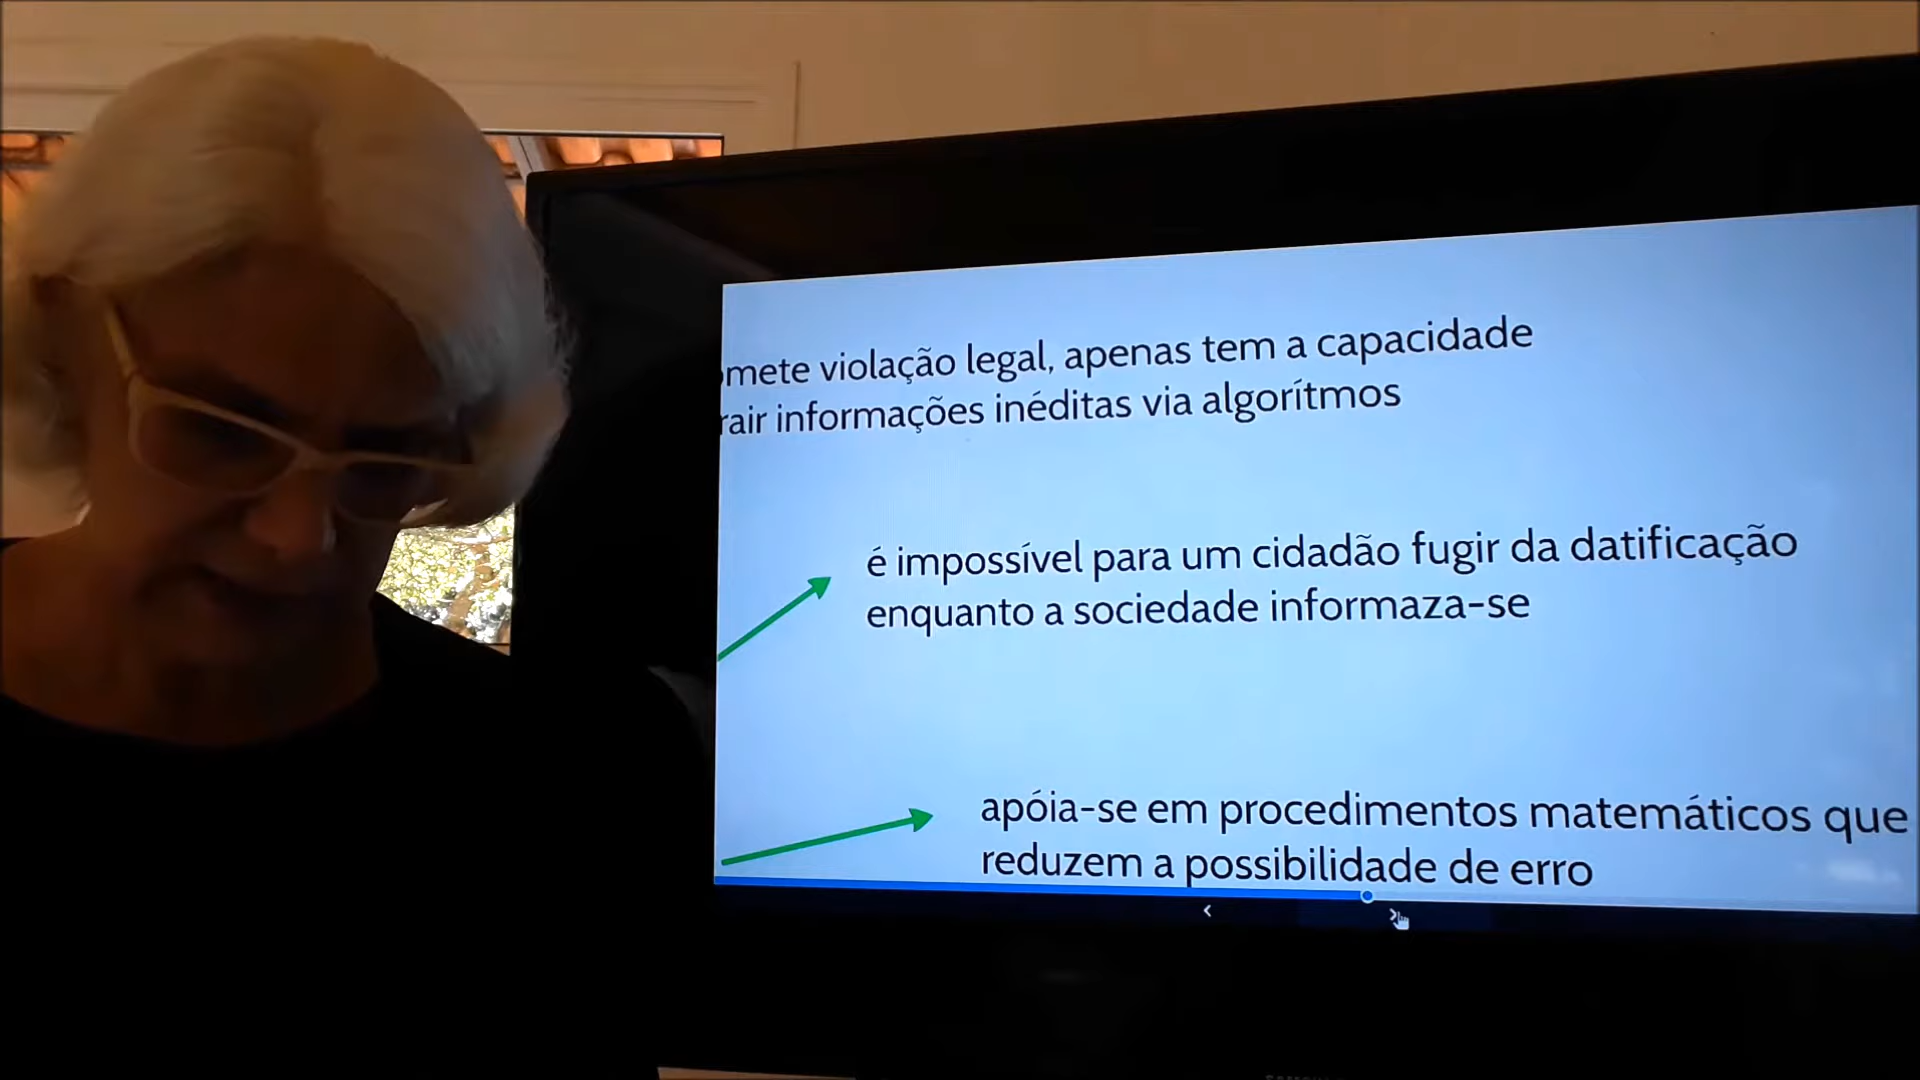 mete violação legal, apenas tem a capacidade
rair informações inéditas via algorítmos
é impossível para um cidadão fugir da datificação
enquanto a sociedade informaza-se
apóia-se em procedimentos matemáticos que
reduzem a possibilidade de erro